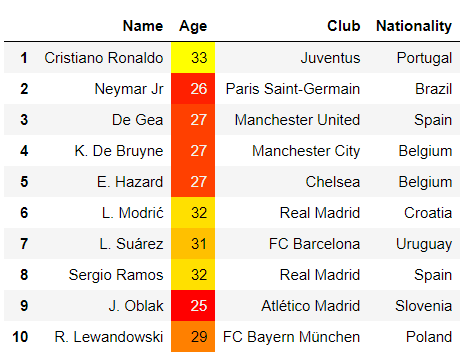 Name Age Club Nationality
1 Cristiano Ronaldo 33 Juventus Portugal
2 Neymar Jr 26 Paris Saint-Germain Brazil
3 De Gea 27 Manchester United Spain
4 K. De Bruyne 27 Manchester City Belgium
5 E. Hazard 27 Chelsea Belgium
6 L. Modrić 32 Real Madrid Croatia
7 L. Suárez 31 FC Barcelona Uruguay
8 Sergio Ramos 32 Real Madrid Spain
9 J. Oblak 25 Atlético Madrid Slovenia
10 R. Lewandowski 29 FC Bayern München Poland